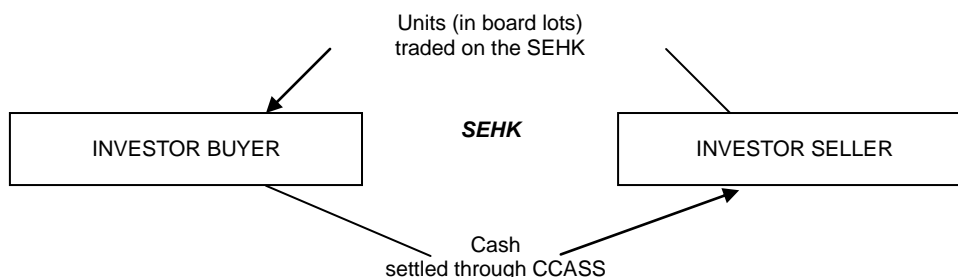 Units (in board lots)
traded on the SEHK
INVESTOR BUYER
SEHK
INVESTOR SELLER
Cash
settled through CCASS